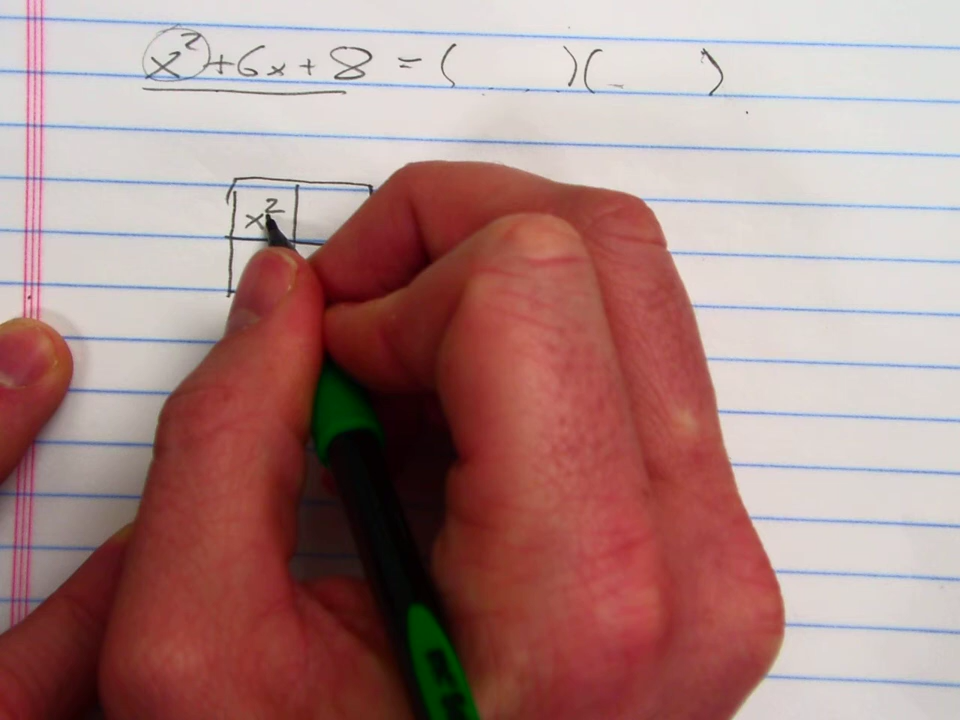 x²+6x+8 = (    )(    )
x²